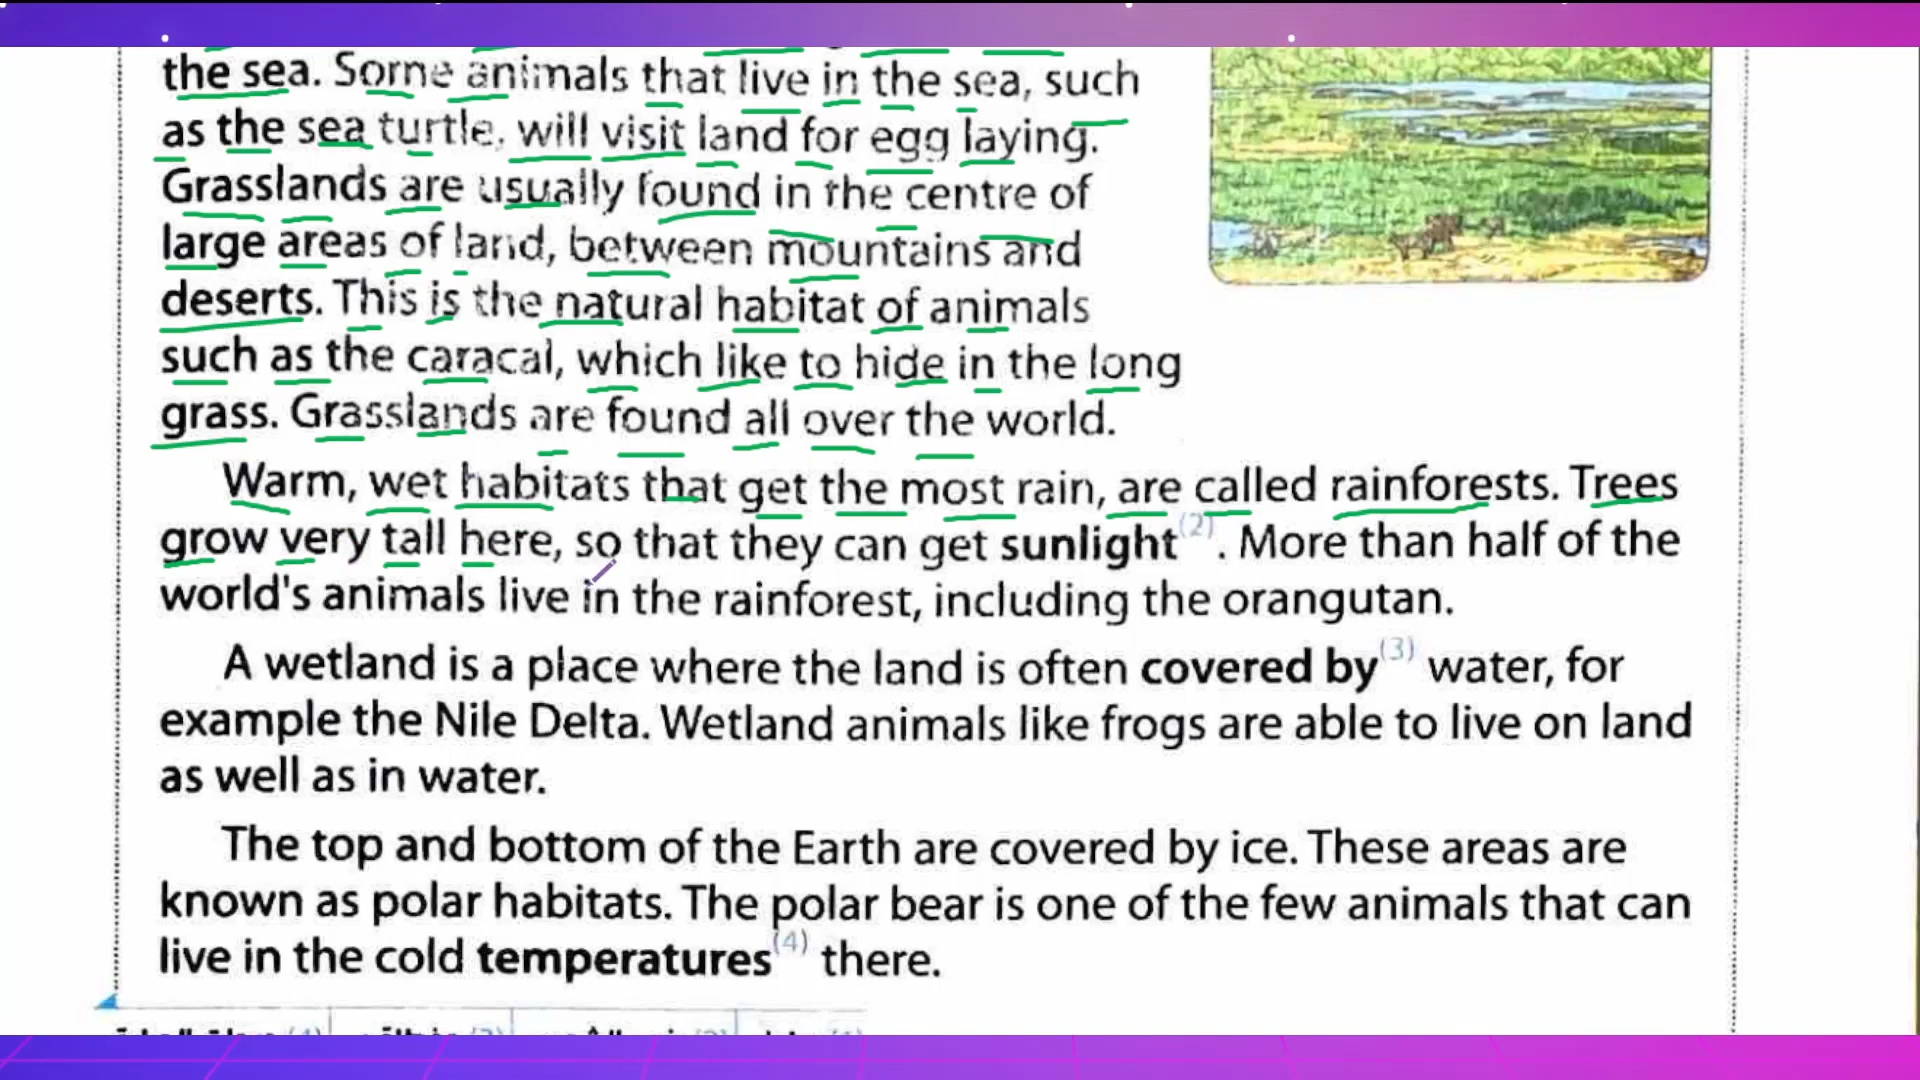 the sea. Some animals that live in the sea, such
as the sea turtle, will visit land for egg laying.
Grasslands are usually found in the centre of
large areas of land, between mountains and
deserts. This is the natural habitat of animals
such as the caracal, which like to hide in the long
grass. Grasslands are found all over the world.
Warm, wet habitats that get the most rain, are called rainforests. Trees
grow very tall here, so that they can get sunlight(2). More than half of the
world's animals live in the rainforest, including the orangutan.
A wetland is a place where the land is often covered by(3) water, for
example the Nile Delta. Wetland animals like frogs are able to live on land
as well as in water.
The top and bottom of the Earth are covered by ice. These areas are
known as polar habitats. The polar bear is one of the few animals that can
live in the cold temperatures(4) there.